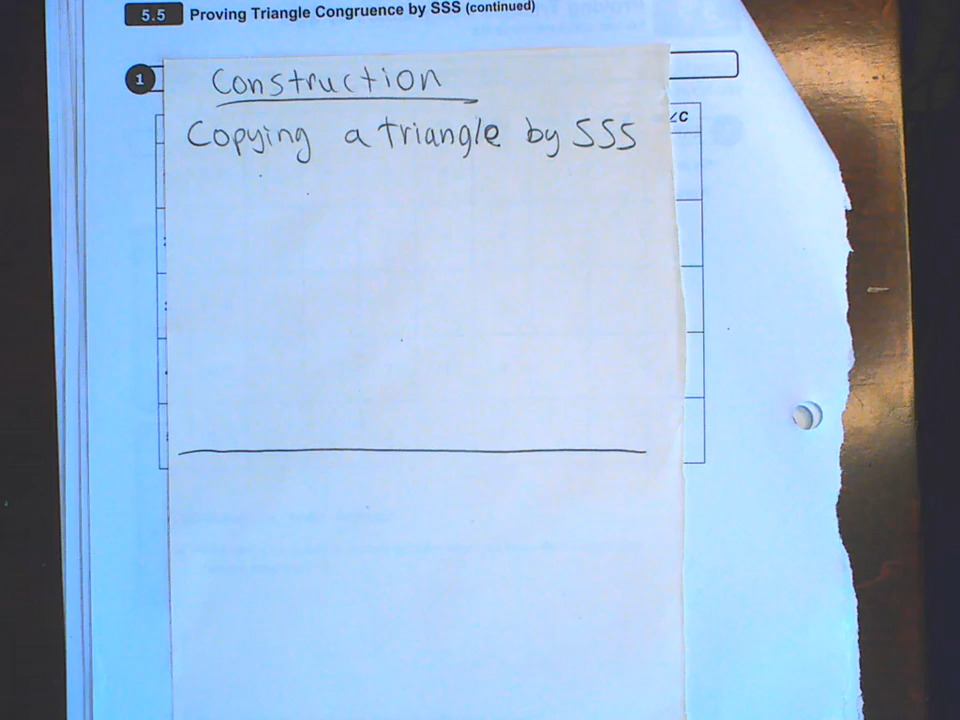 5.5 Proving Triangle Congruence by SSS (continued)
1
Construction
∠C
Copying a triangle by SSS